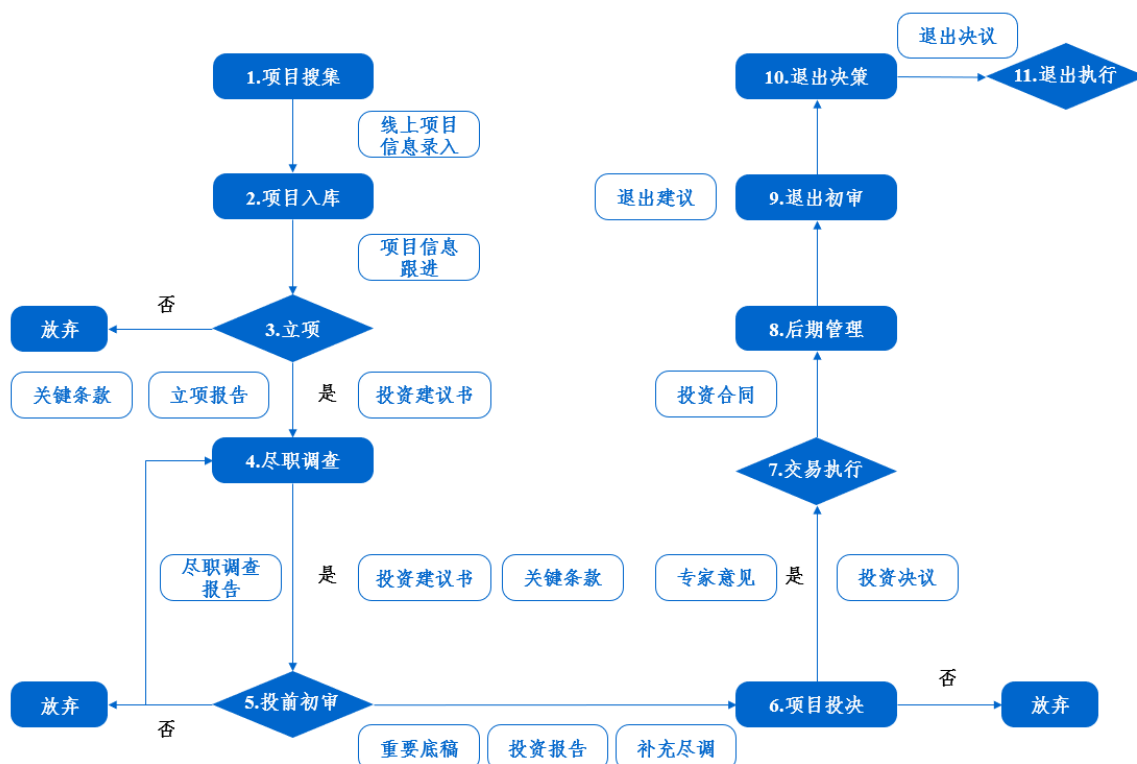 1.项目搜集
线上项目
信息录入
2.项目入库
项目信息
跟进
否
放弃
3.立项
关键条款
立项报告
是
投资建议书
4.尽职调查
尽职调查
报告
是
投资建议书
关键条款
放弃
否
5.投前初审
重要底稿
投资报告
补充尽调
6.项目投决
否
放弃
专家意见
是
投资决议
7.交易执行
投资合同
8.后期管理
退出建议
9.退出初审
10.退出决策
退出决议
11.退出执行